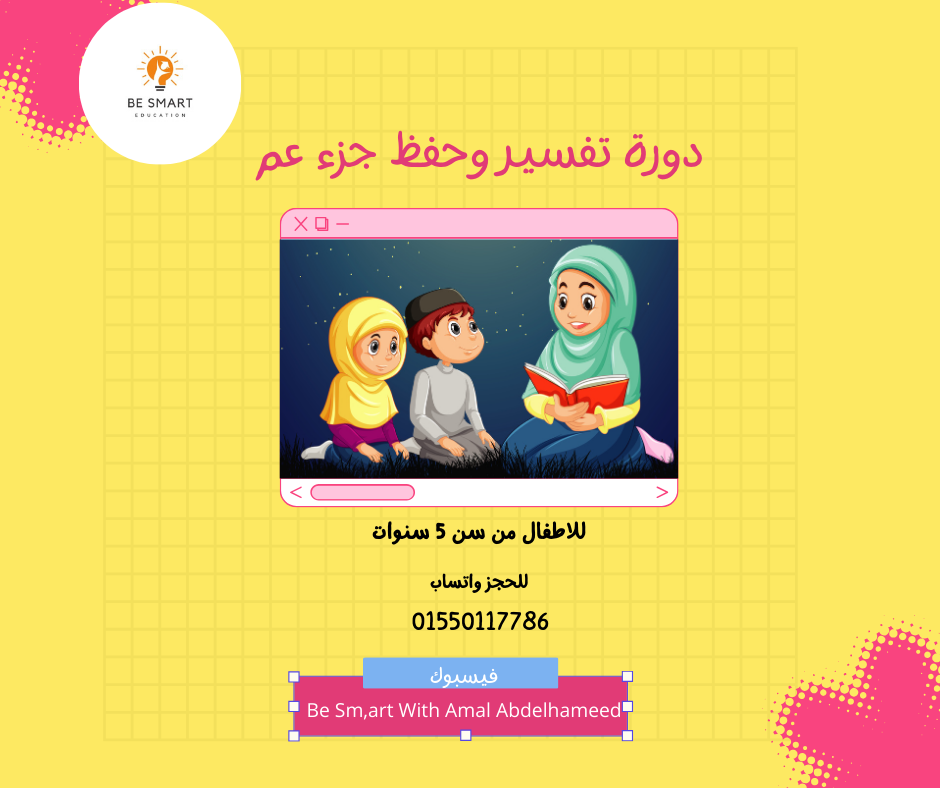 BE SMART
EDUCATION
دورة تفسير وحفظ جزء عم
للاطفال من سن 5 سنوات
للحجز واتساب
01550117786
فيسبوك
Be Sm,art With Amal Abdelhameed